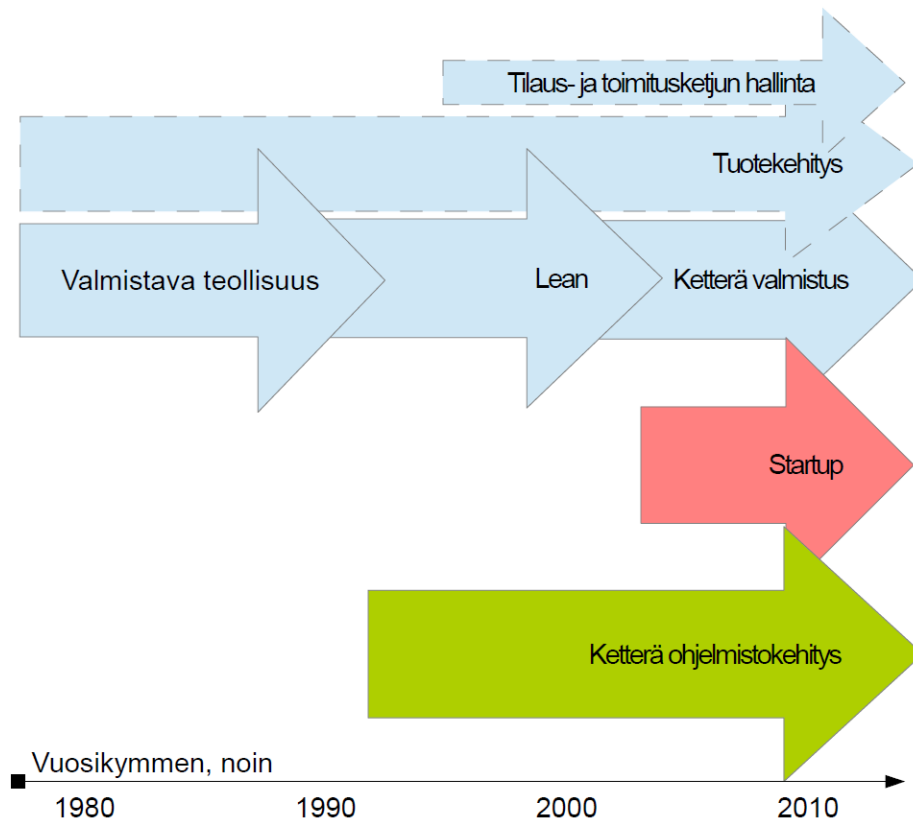 Tilaus- ja toimitusketjun hallinta
Tuotekehitys
Valmistava teollisuus
Lean
Ketterä valmistus
Startup
Ketterä ohjelmistokehitys
Vuosikymmen, noin
1980
1990
2000
2010